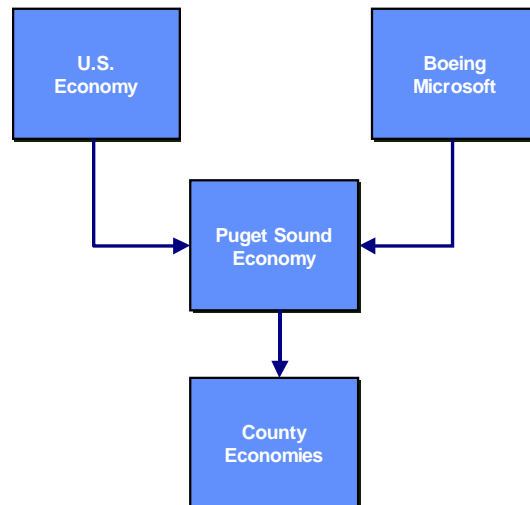 U.S.
Economy
Boeing
Microsoft
Puget Sound
Economy
County
Economies